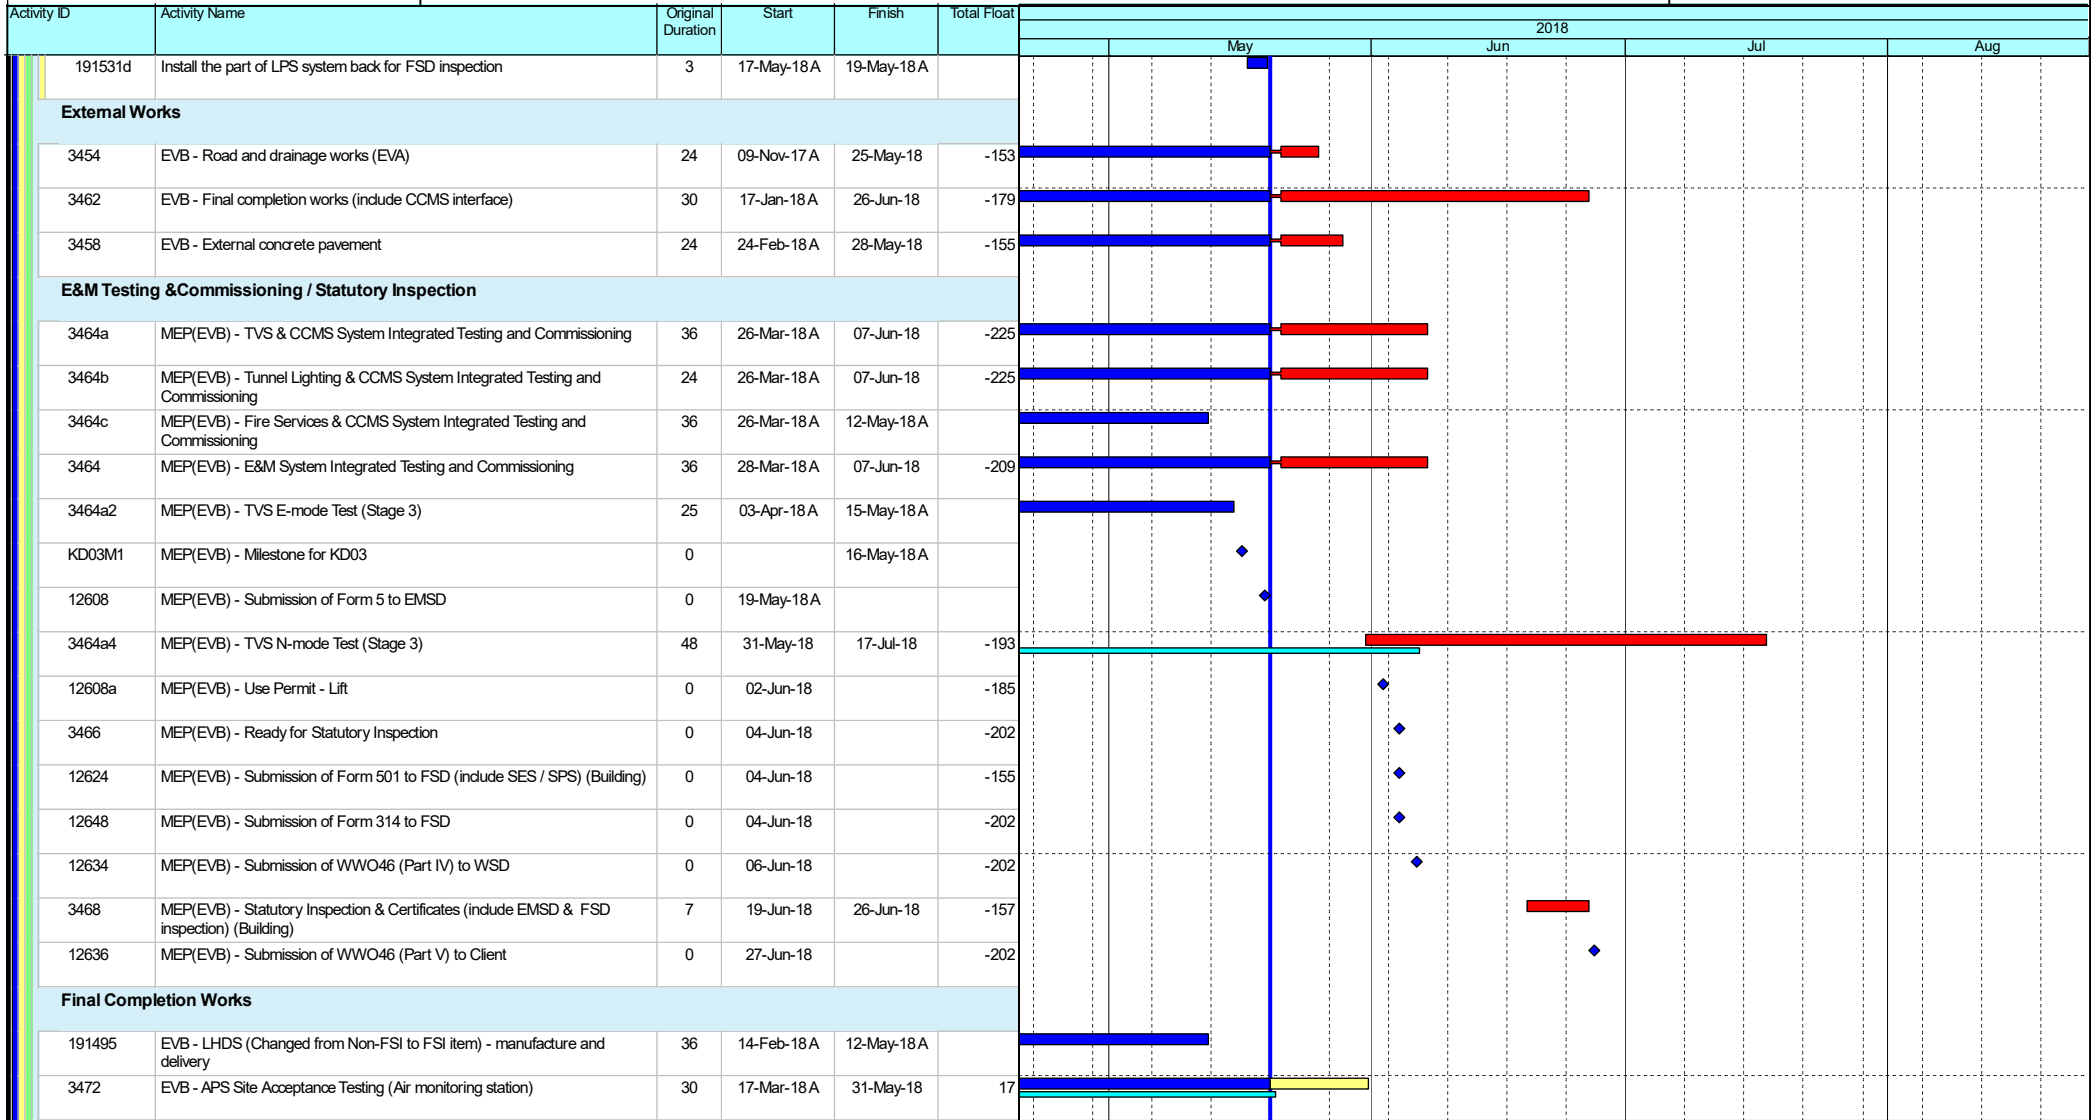 Activity ID Activity Name Original Duration Start Finish Total Float
2018
May Jun Jul Aug
191531d Install the part of LPS system back for FSD inspection 3 17-May-18 A 19-May-18 A
External Works
3454 EVB - Road and drainage works (EVA) 24 09-Nov-17 A 25-May-18 -153
3462 EVB - Final completion works (include CCMS interface) 30 17-Jan-18 A 26-Jun-18 -179
3458 EVB - External concrete pavement 24 24-Feb-18 A 28-May-18 -155
E&M Testing &Commissioning / Statutory Inspection
3464a MEP(EVB) - TVS & CCMS System Integrated Testing and Commissioning 36 26-Mar-18 A 07-Jun-18 -225
3464b MEP(EVB) - Tunnel Lighting & CCMS System Integrated Testing and 24 26-Mar-18 A 07-Jun-18 -225
Commissioning
3464c MEP(EVB) - Fire Services & CCMS System Integrated Testing and 36 26-Mar-18 A 12-May-18 A
Commissioning
3464 MEP(EVB) - E&M System Integrated Testing and Commissioning 36 28-Mar-18 A 07-Jun-18 -209
3464a2 MEP(EVB) - TVS E-mode Test (Stage 3) 25 03-Apr-18 A 15-May-18 A
KD03M1 MEP(EVB) - Milestone for KD03 0 16-May-18 A
12608 MEP(EVB) - Submission of Form 5 to EMSD 0 19-May-18 A
3464a4 MEP(EVB) - TVS N-mode Test (Stage 3) 48 31-May-18 17-Jul-18 -193
12608a MEP(EVB) - Use Permit - Lift 0 02-Jun-18 -185
3466 MEP(EVB) - Ready for Statutory Inspection 0 04-Jun-18 -202
12624 MEP(EVB) - Submission of Form 501 to FSD (include SES / SPS) (Building) 0 04-Jun-18 -155
12648 MEP(EVB) - Submission of Form 314 to FSD 0 04-Jun-18 -202
12634 MEP(EVB) - Submission of WWO46 (Part IV) to WSD 0 06-Jun-18 -202
3468 MEP(EVB) - Statutory Inspection & Certificates (include EMSD & FSD 7 19-Jun-18 26-Jun-18 -157
inspection) (Building)
12636 MEP(EVB) - Submission of WWO46 (Part V) to Client 0 27-Jun-18 -202
Final Completion Works
191495 EVB - LHDS (Changed from Non-FSI to FSI item) - manufacture and 36 14-Feb-18 A 12-May-18 A
delivery
3472 EVB - APS Site Acceptance Testing (Air monitoring station) 30 17-Mar-18 A 31-May-18 17